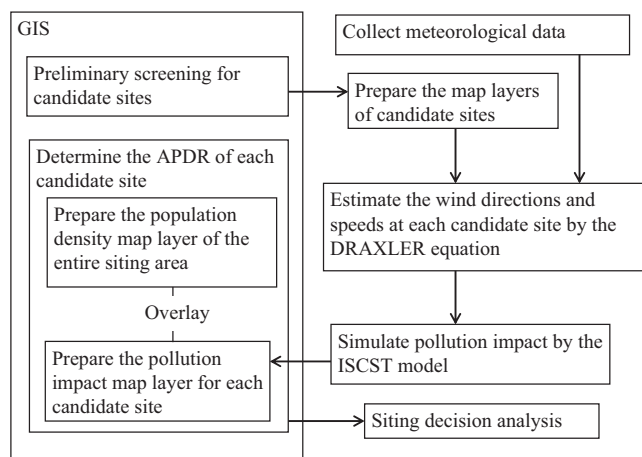 GIS
Collect meteorological data
Preliminary screening for
candidate sites
Prepare the map layers
of candidate sites
Determine the APDR of each
candidate site
Prepare the population
density map layer of the
entire siting area
Estimate the wind directions and
speeds at each candidate site by the
DRAXLER equation
Overlay
Prepare the pollution
impact map layer for each
candidate site
Simulate pollution impact by the
ISCST model
Siting decision analysis